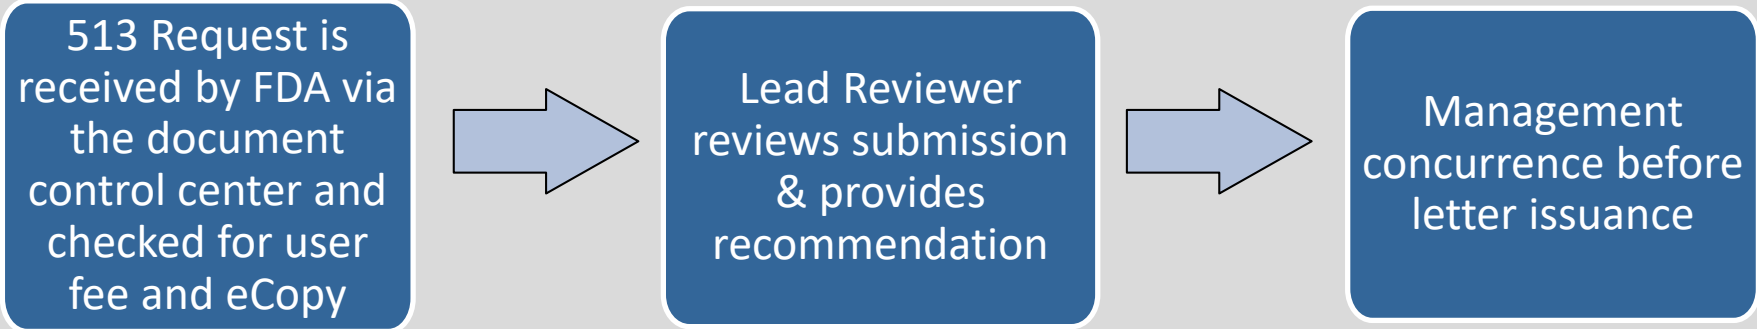 513 Request is
received by FDA via
the document
control center and
checked for user
fee and eCopy
Lead Reviewer
reviews submission
& provides
recommendation
Management
concurrence before
letter issuance